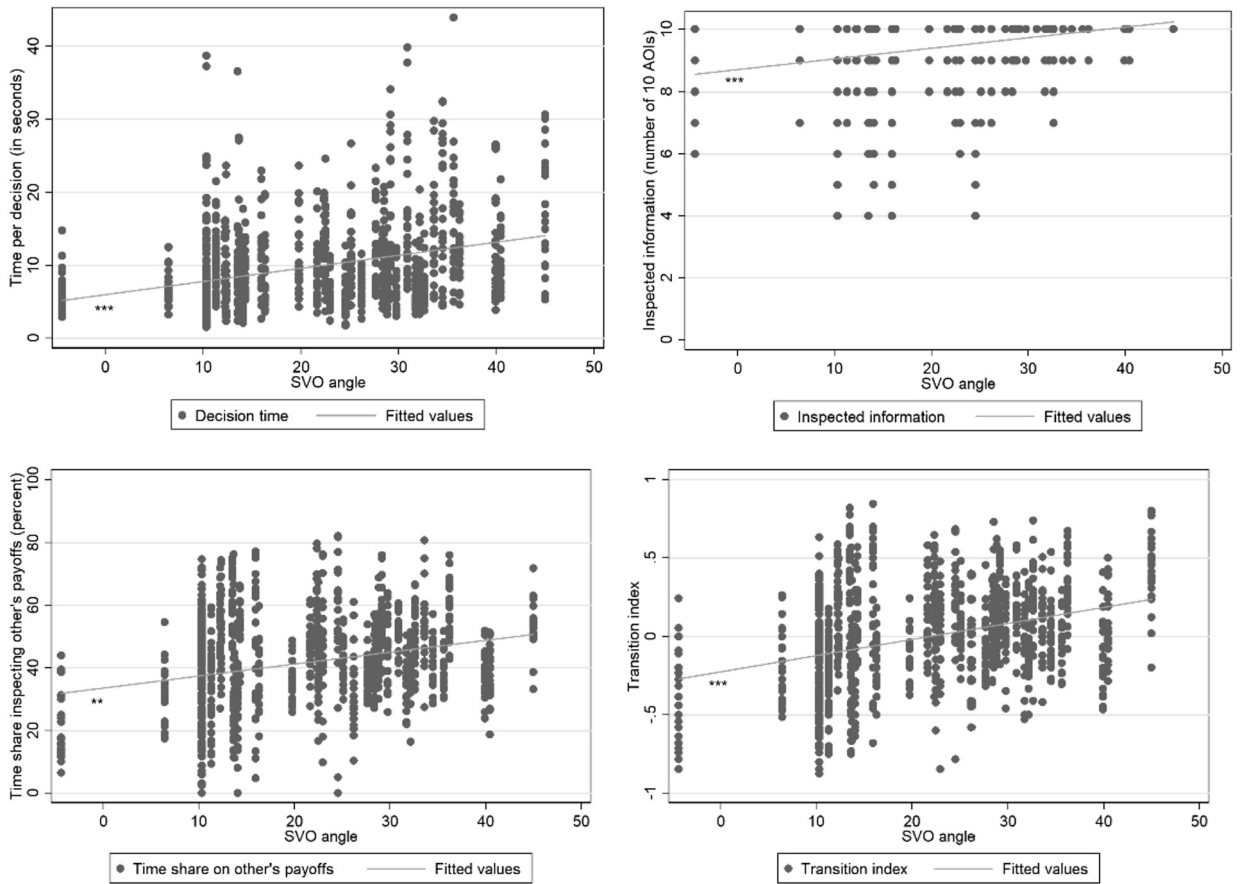 Time per decision (in seconds)
40
30
20
10
0
***
0 10 20 30 40 50
SVO angle
Decision time Fitted values
Inspected information (number of 10 AOIs)
10
8
6
4
2
0
***
0 10 20 30 40 50
SVO angle
Inspected information Fitted values
Time share inspecting other's payoffs (percent)
100
80
60
40
20
0
**
0 10 20 30 40 50
SVO angle
Time share on other's payoffs Fitted values
Transition index
1
.5
0
-.5
-1
***
0 10 20 30 40 50
SVO angle
Transition index Fitted values